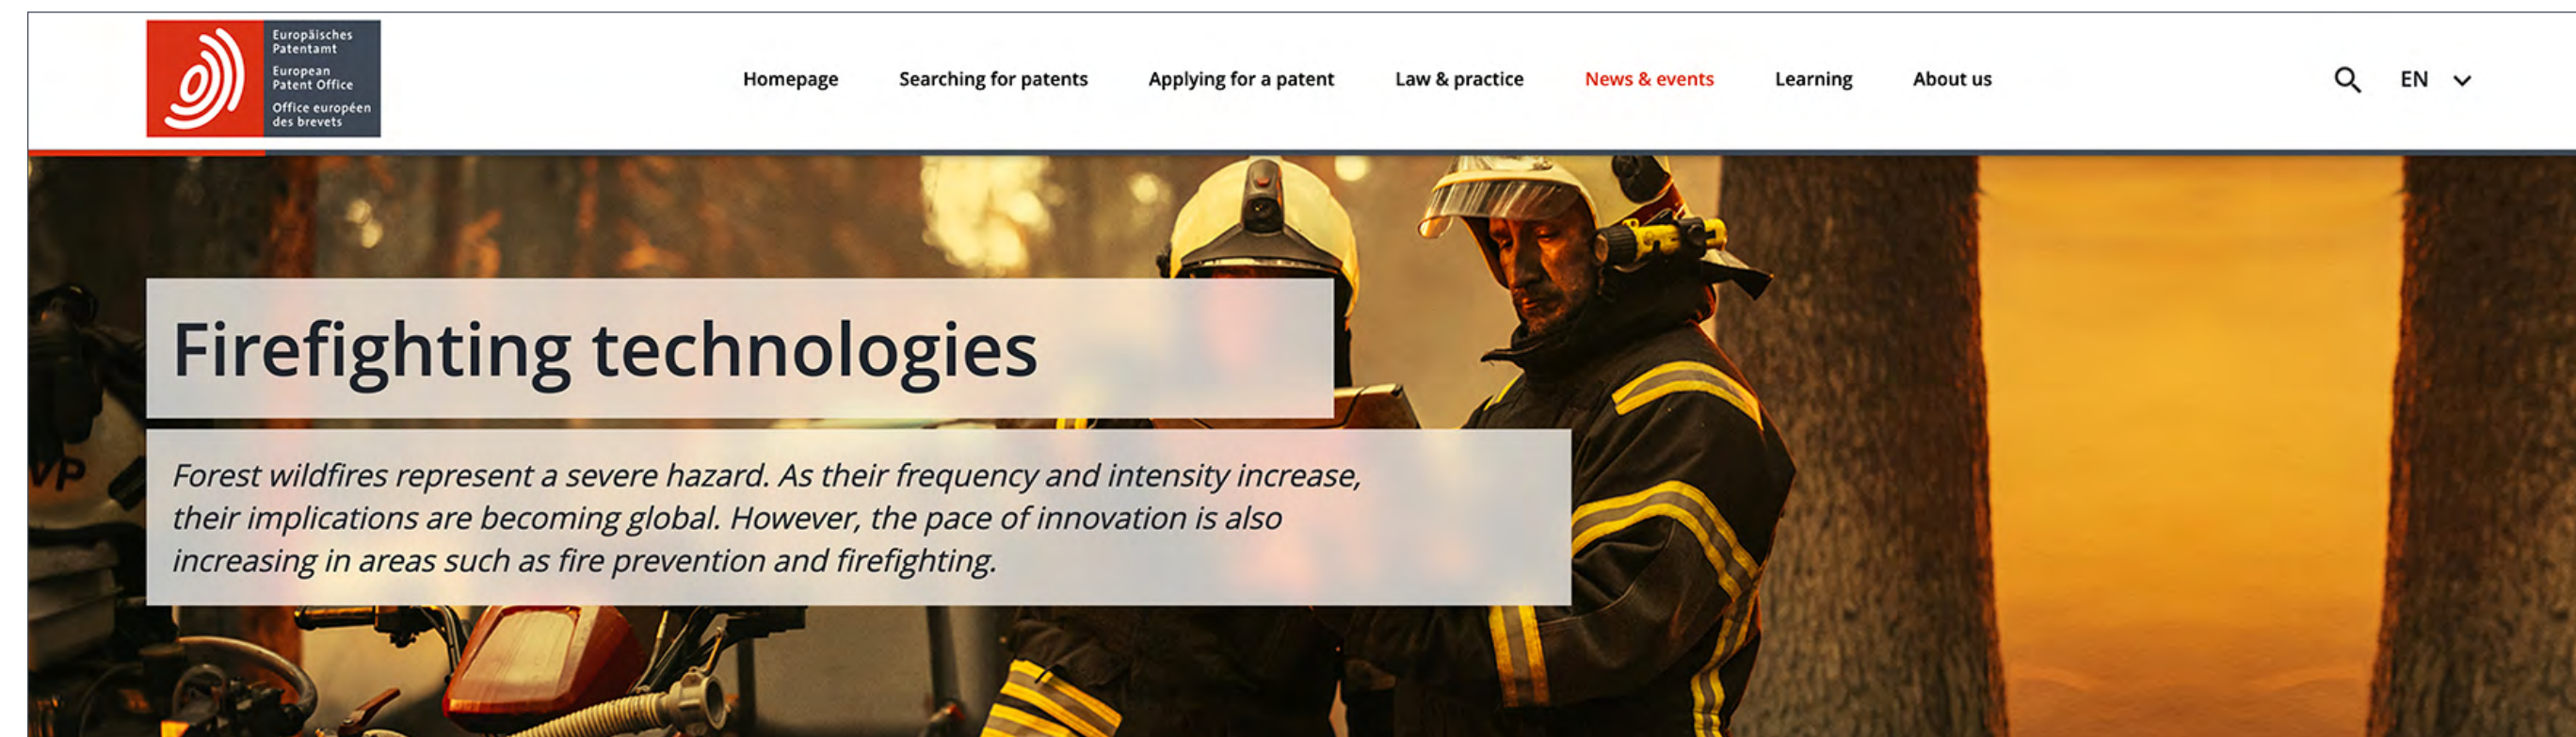 Europäisches
Patentamt
European
Patent Office
Office européen
des brevets
Homepage Searching for patents Applying for a patent Law & practice News & events Learning About us EN
Firefighting technologies
Forest wildfires represent a severe hazard. As their frequency and intensity increase,
their implications are becoming global. However, the pace of innovation is also
increasing in areas such as fire prevention and firefighting.
VP